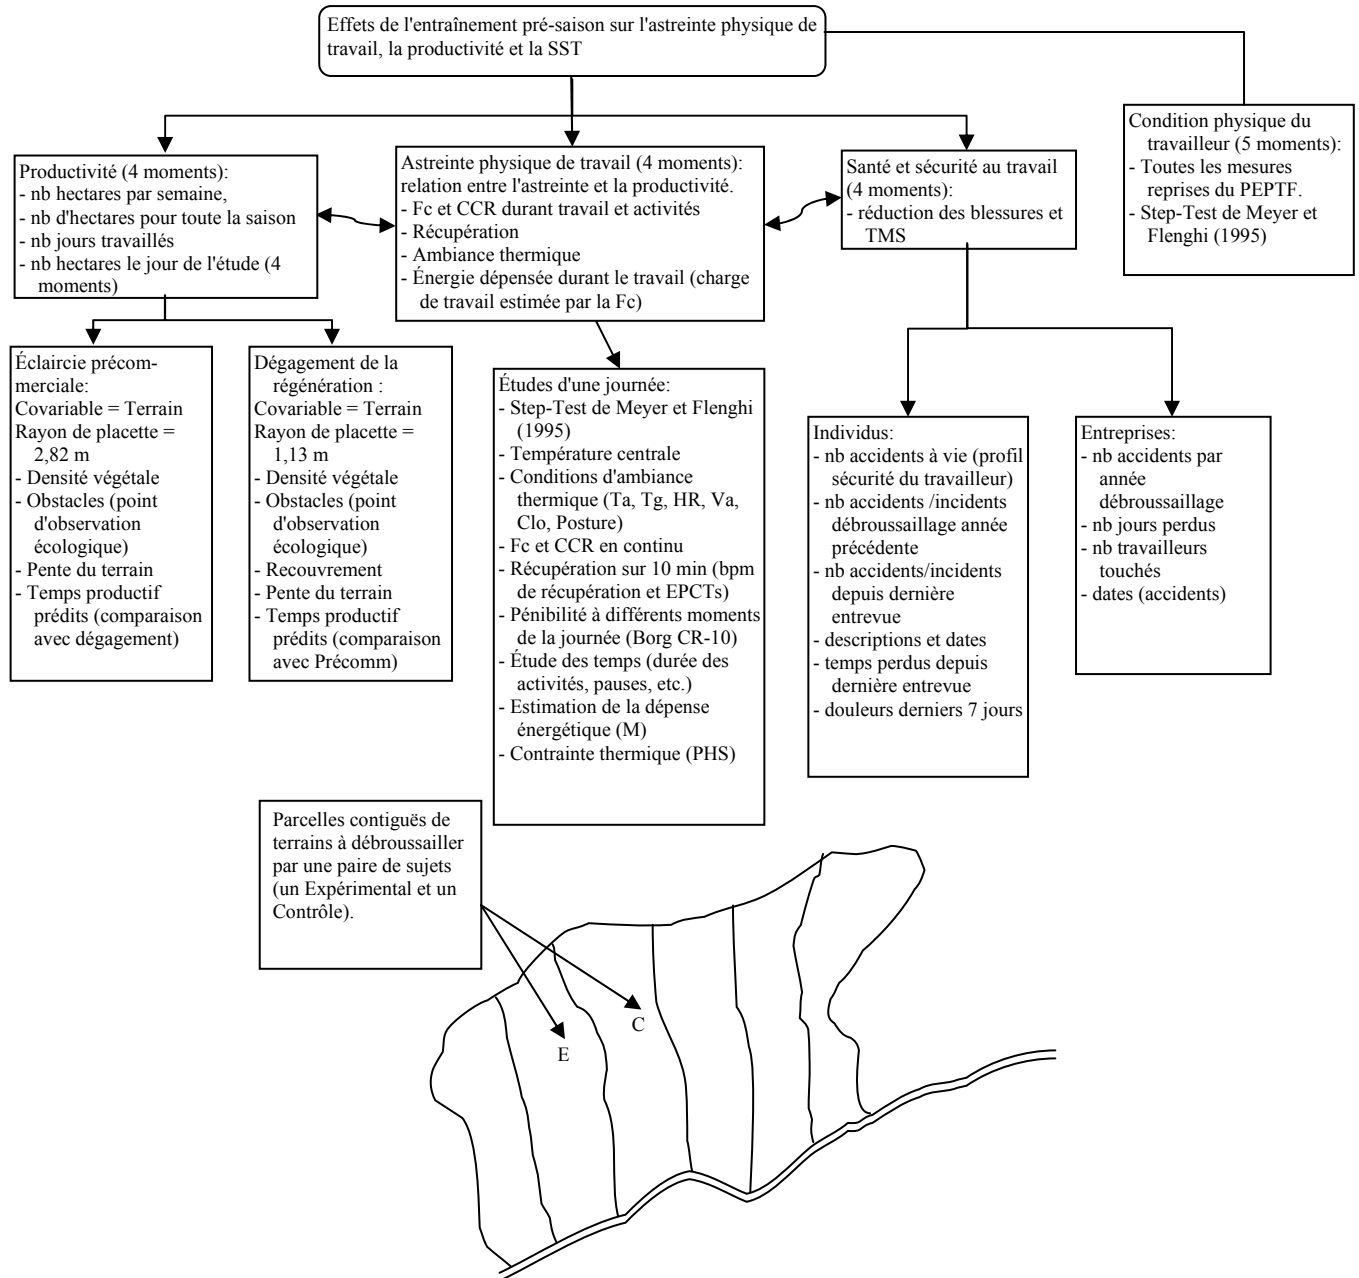 Effets de l'entraînement pré-saison sur l'astreinte physique de
travail, la productivité et la SST
Condition physique du
travailleur (5 moments):
- Toutes les mesures
reprises du PEPTF.
- Step-Test de Meyer et
Flenghi (1995)
Productivité (4 moments):
- nb hectares par semaine,
- nb d'hectares pour toute la saison
- nb jours travaillés
- nb hectares le jour de l'étude (4
moments)
Astreinte physique de travail (4 moments):
relation entre l'astreinte et la productivité.
- Fc et CCR durant travail et activités
- Récupération
- Ambiance thermique
- Énergie dépensée durant le travail (charge
de travail estimée par la Fc)
Santé et sécurité au travail
(4 moments):
- réduction des blessures et
TMS
Éclaircie précom-
merciale:
Covariable = Terrain
Rayon de placette =
2,82 m
- Densité végétale
- Obstacles (point
d'observation
écologique)
- Pente du terrain
- Temps productif
prédits (comparaison
avec dégagement)
Dégagement de la
régénération :
Covariable = Terrain
Rayon de placette =
1,13 m
- Densité végétale
- Obstacles (point
d'observation
écologique)
- Recouvrement
- Pente du terrain
- Temps productif
prédits (comparaison
avec Précomm)
Études d'une journée:
- Step-Test de Meyer et Flenghi
(1995)
- Température centrale
- Conditions d'ambiance
thermique (Ta, Tg, HR, Va,
Clo, Posture)
- Fc et CCR en continu
- Récupération sur 10 min (bpm
de récupération et EPCTs)
- Pénibilité à différents moments
de la journée (Borg CR-10)
- Étude des temps (durée des
activités, pauses, etc.)
- Estimation de la dépense
énergétique (M)
- Contrainte thermique (PHS)
Individus:
- nb accidents à vie (profil
sécurité du travailleur)
- nb accidents /incidents
débroussaillage année
précédente
- nb accidents/incidents
depuis dernière
entrevue
- descriptions et dates
- temps perdus depuis
dernière entrevue
- douleurs derniers 7 jours
Entreprises:
- nb accidents par
année
débroussaillage
- nb jours perdus
- nb travailleurs
touchés
- dates (accidents)
Parcelles contiguës de
terrains à débroussailler
par une paire de sujets
(un Expérimental et un
Contrôle).
C
E